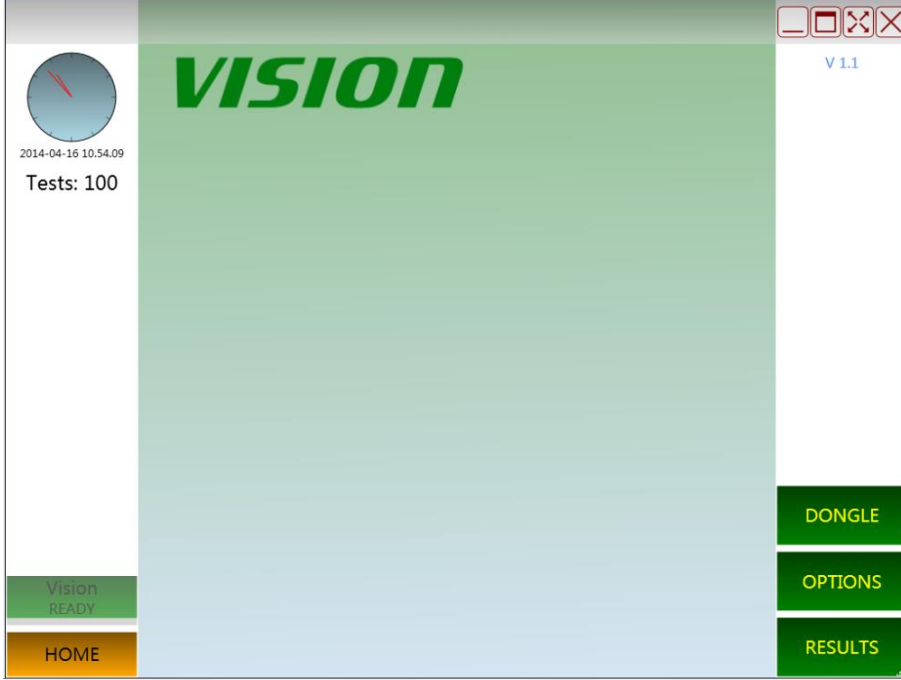 VISION
V 1.1
2014-04-16 10.54.09
Tests: 100
DONGLE
OPTIONS
RESULTS
Vision
READY
HOME